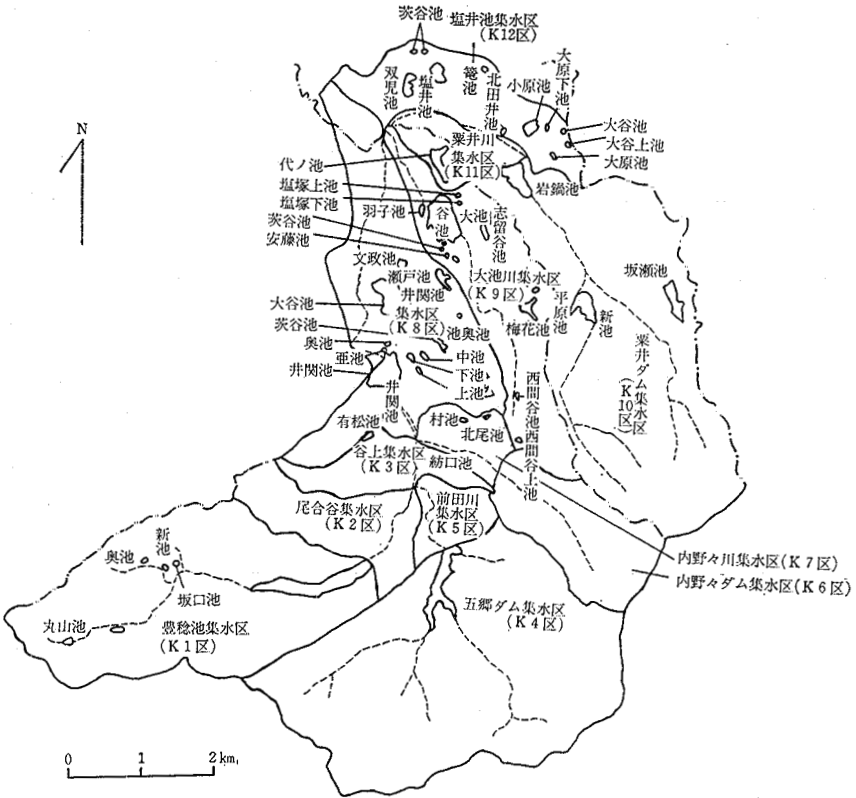 茨谷池
塩井池集水区
(K12区)
双児池
塩井池
篭池
北田井池
小原池
大原下池
大谷池
大谷上池
大原池
岩鍋池
N
粟井川
集水区
(K11区)
代ノ池
塩塚上池
塩塚下池
羽子池
谷池
大池
志留谷池
茨谷池
安藤池
文政池
瀬戸池
大池川集水区
(K9区)
坂瀬池
井関池
集水区
(K8区)
大谷池
茨谷池
奥池
亜池
井関池
池奥池
梅花池
平原池
新池
粟井ダム集水区
(K10区)
中池
下池
上池
井関池
西間谷池
西間谷上池
有松池
村池
北尾池
谷上集水区
(K3区)
紡口池
尾合谷集水区
(K2区)
前田川
集水区
(K5区)
内野々川集水区(K7区)
内野々ダム集水区(K6区)
新池
奥池
坂口池
丸山池
豊稔池集水区
(K1区)
五郷ダム集水区
(K4区)
0 1 2km